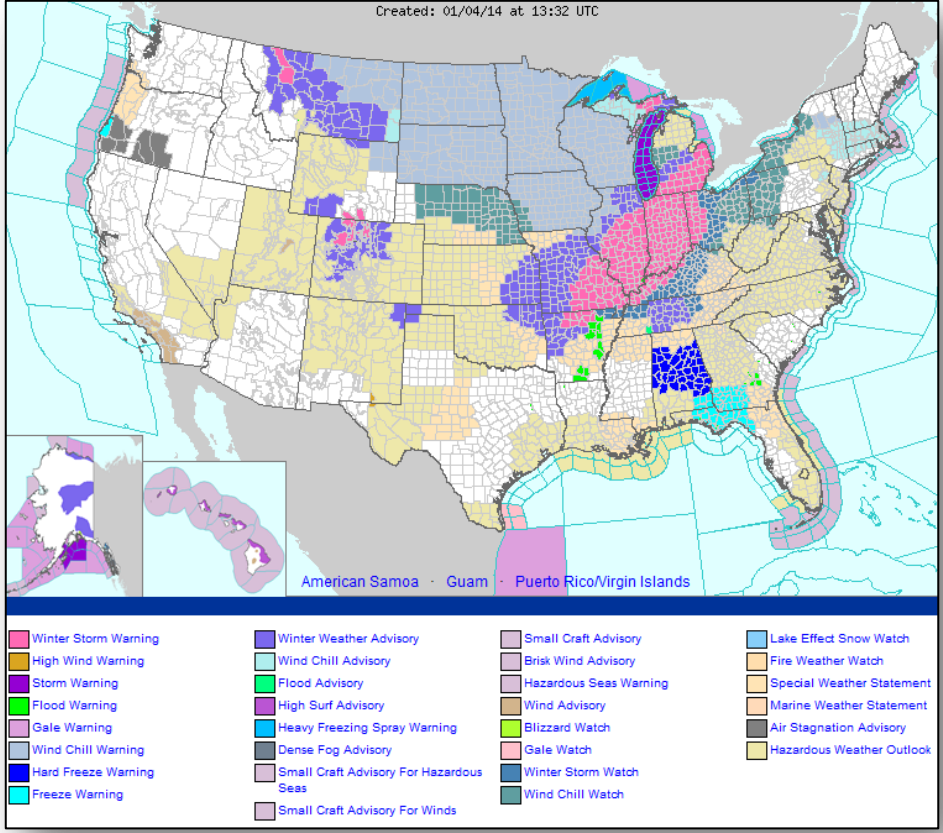 Created: 01/04/14 at 13:32 UTC
American Samoa · Guam · Puerto Rico/Virgin Islands
Winter Storm Warning
High Wind Warning
Storm Warning
Flood Warning
Gale Warning
Wind Chill Warning
Hard Freeze Warning
Freeze Warning
Winter Weather Advisory
Wind Chill Advisory
Flood Advisory
High Surf Advisory
Heavy Freezing Spray Warning
Dense Fog Advisory
Small Craft Advisory For Hazardous
Seas
Small Craft Advisory For Winds
Small Craft Advisory
Brisk Wind Advisory
Hazardous Seas Warning
Wind Advisory
Blizzard Watch
Gale Watch
Winter Storm Watch
Wind Chill Watch
Lake Effect Snow Watch
Fire Weather Watch
Special Weather Statement
Marine Weather Statement
Air Stagnation Advisory
Hazardous Weather Outlook